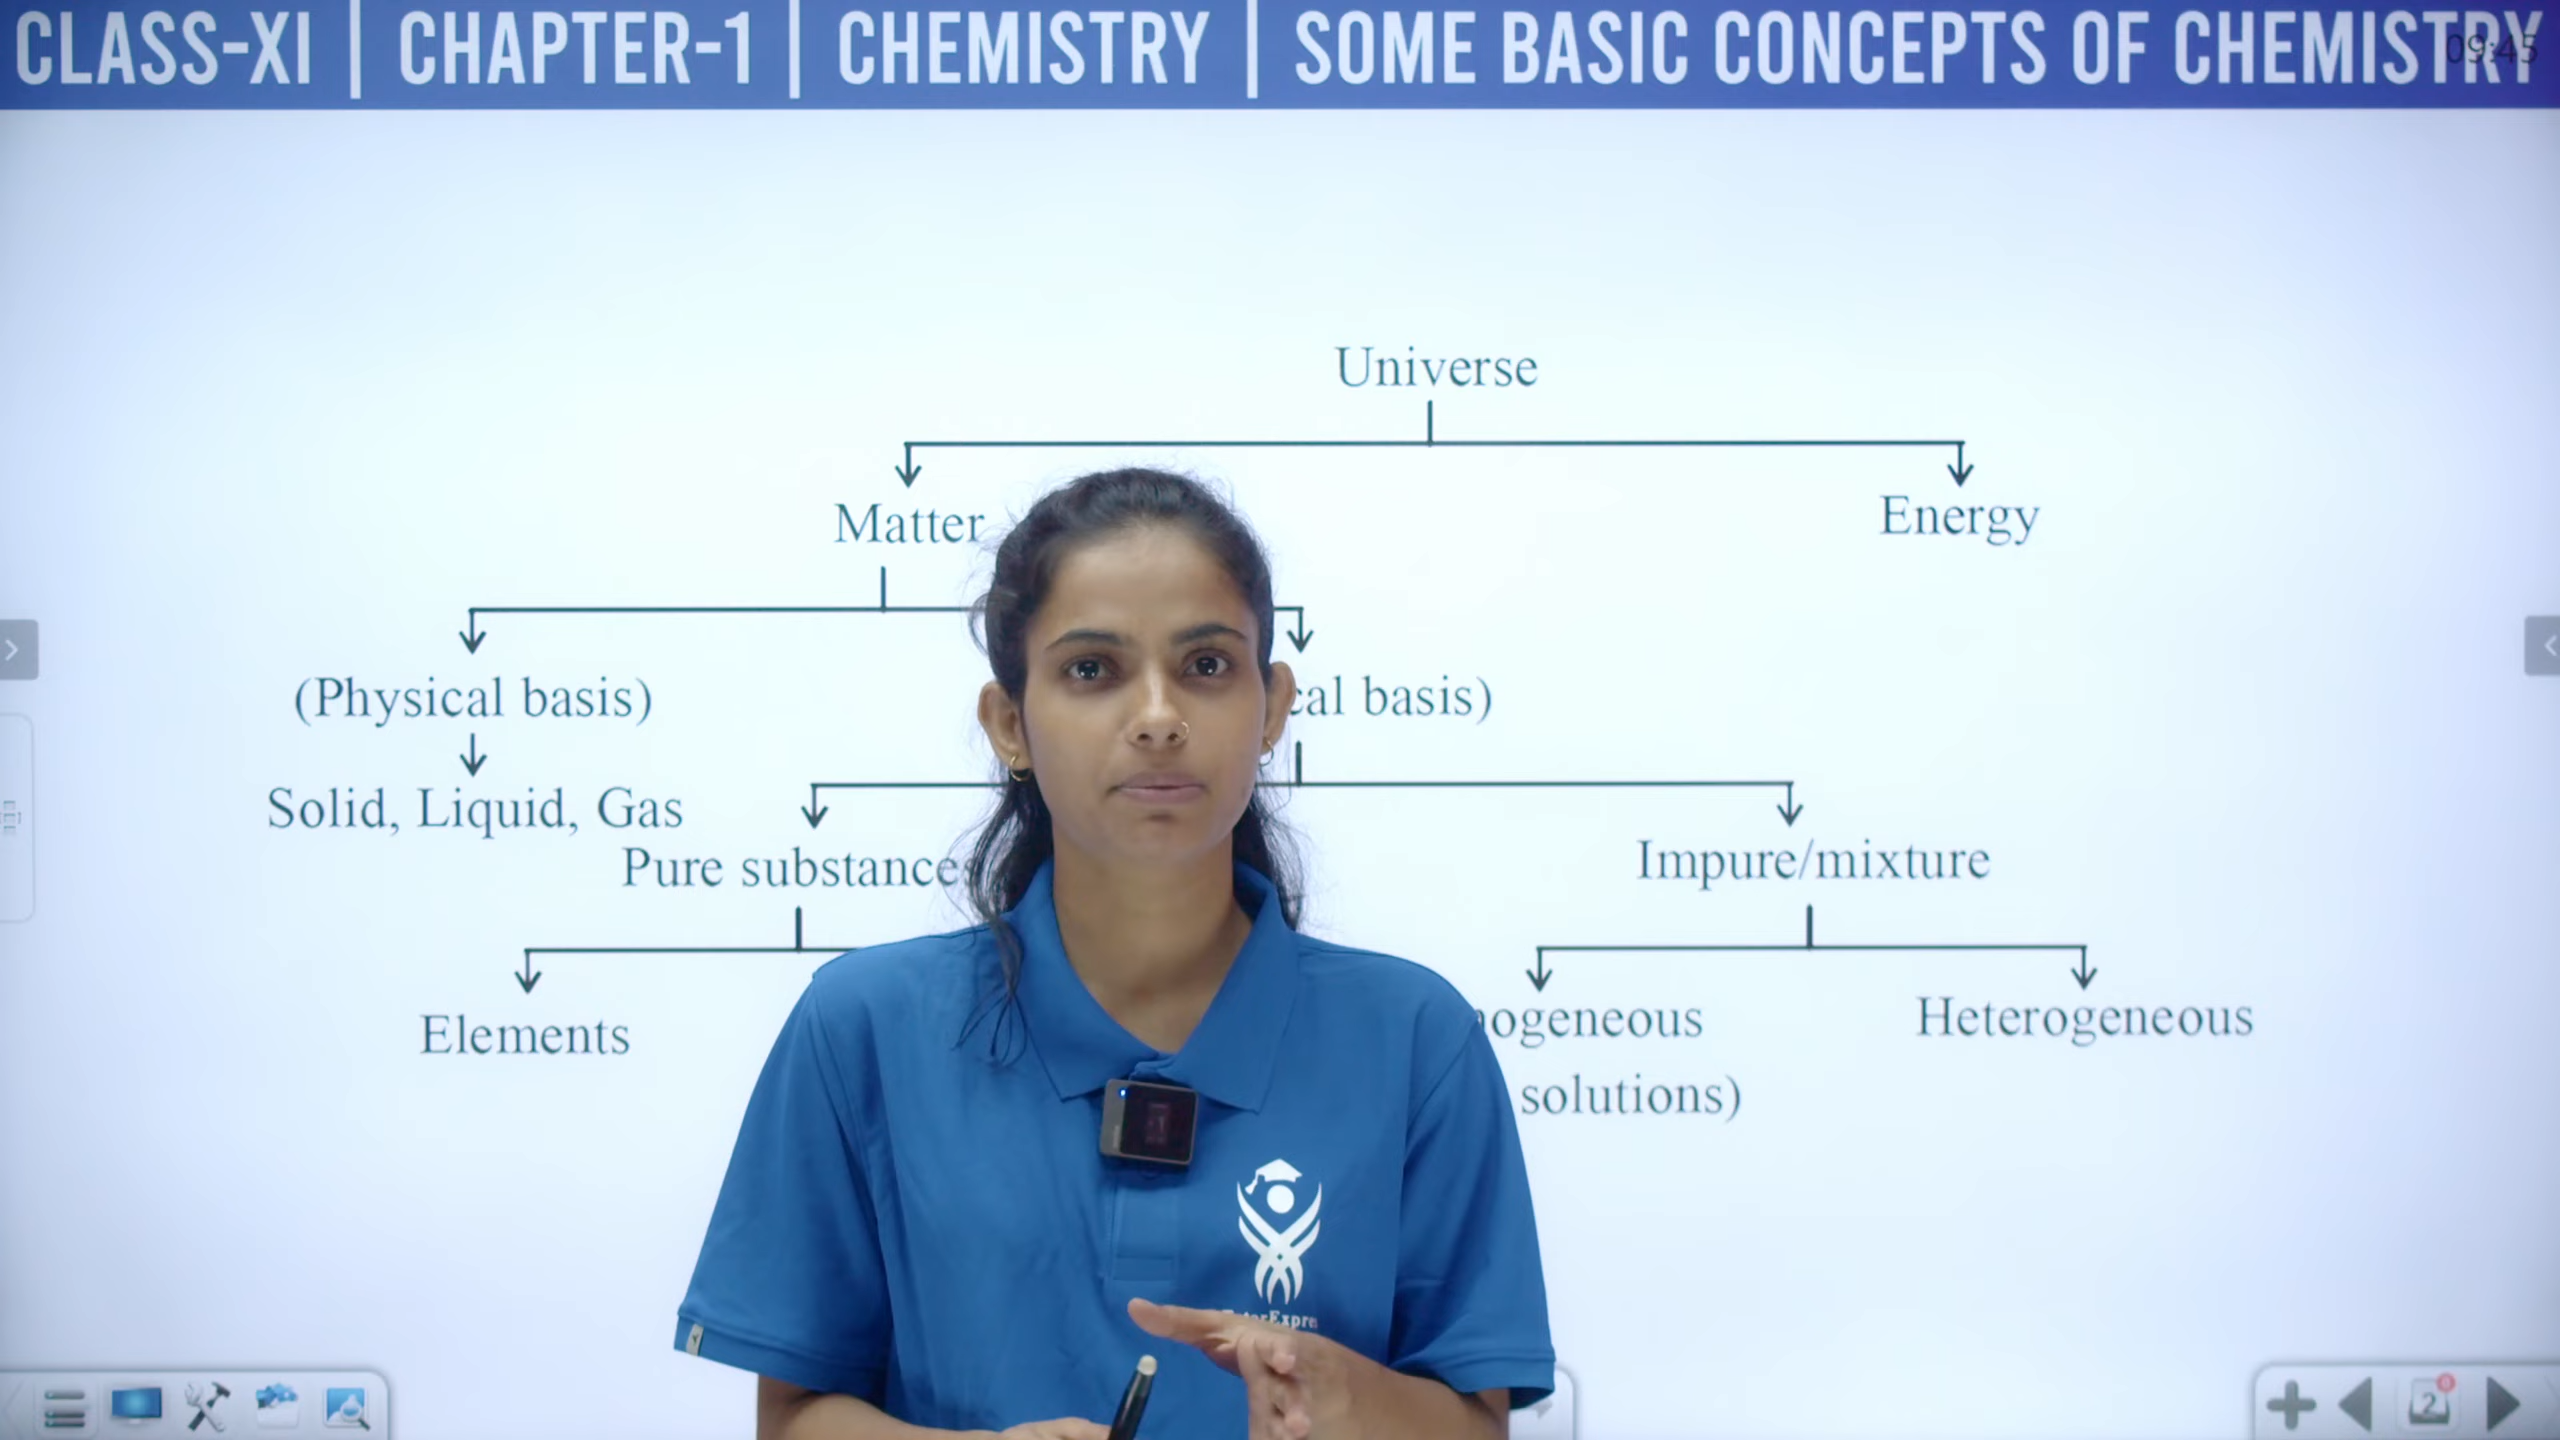 CLASS-XI | CHAPTER-1 | CHEMISTRY | SOME BASIC CONCEPTS OF CHEMISTRY
09:45
Universe
Matter
Energy
(Physical basis)
cal basis)
Solid, Liquid, Gas
Pure substances
Impure/mixture
Elements
ogeneous
Heterogeneous
solutions)
2